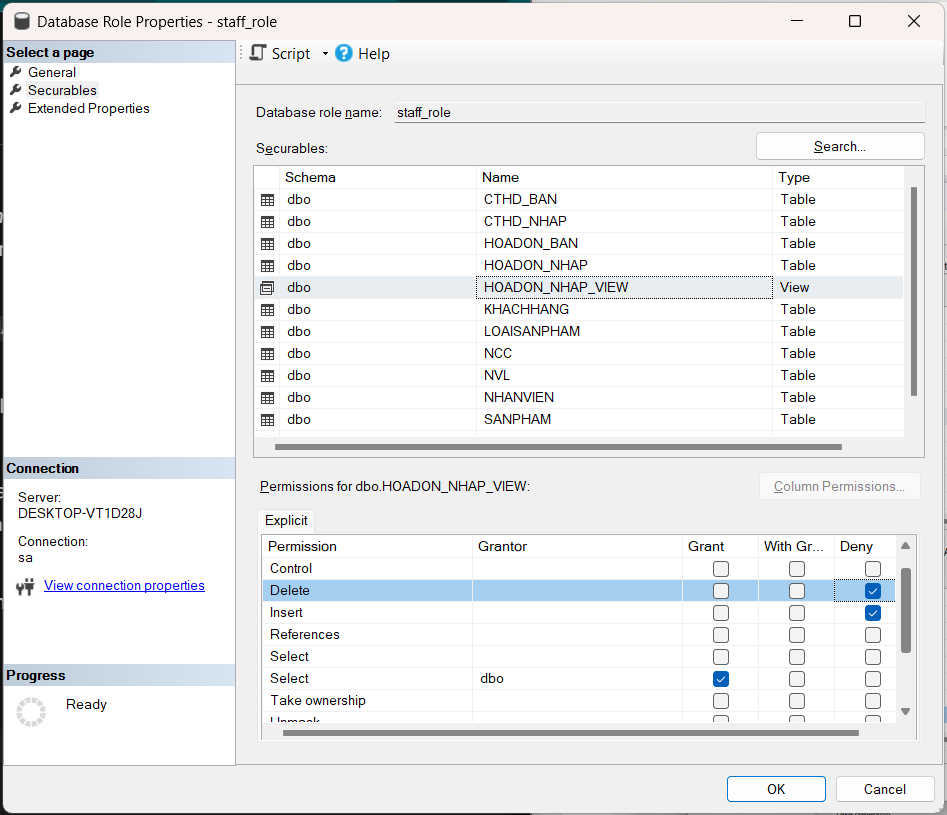 Database Role Properties - staff_role
Select a page
General
Securables
Extended Properties
Script
Help
Database role name: staff_role
Securables:
Search...
Schema Name Type
dbo CTHD_BAN Table
dbo CTHD_NHAP Table
dbo HOADON_BAN Table
dbo HOADON_NHAP Table
dbo HOADON_NHAP_VIEW View
dbo KHACHHANG Table
dbo LOAISANPHAM Table
dbo NCC Table
dbo NVL Table
dbo NHANVIEN Table
dbo SANPHAM Table
Connection
Server:
DESKTOP-VT1D28J
Connection:
sa
View connection properties
Progress
Ready
Permissions for dbo.HOADON_NHAP_VIEW:
Column Permissions...
Explicit
Permission Grantor Grant With Gr... Deny
Control
Delete
Insert
References
Select
Select dbo
Take ownership
Unmask
OK Cancel